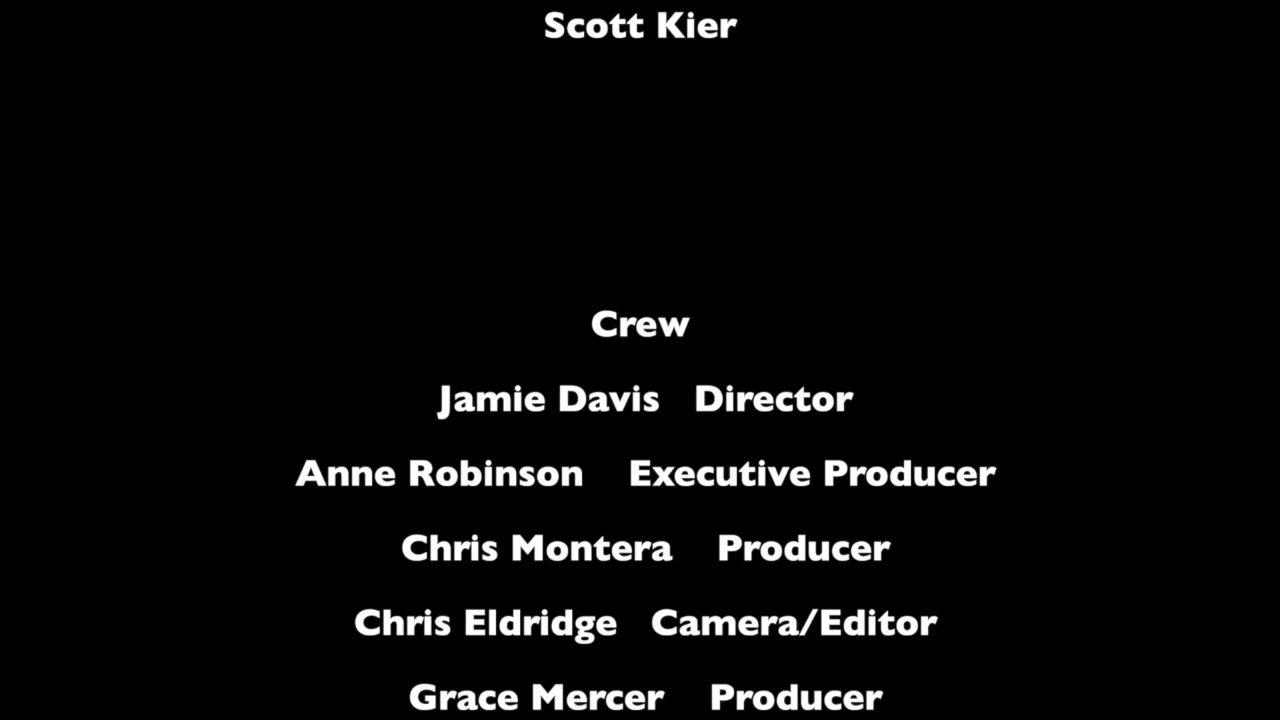 Scott Kier
Crew
Jamie Davis Director
Anne Robinson Executive Producer
Chris Montera Producer
Chris Eldridge Camera/Editor
Grace Mercer Producer